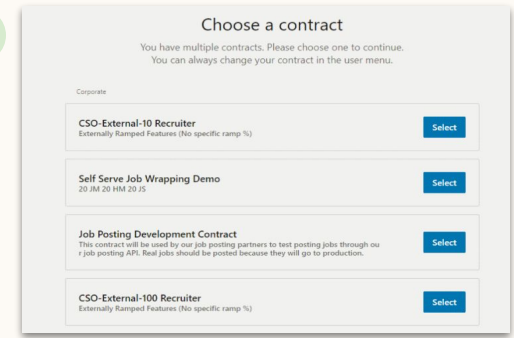 Choose a contract
You have multiple contracts. Please choose one to continue.
You can always change your contract in the user menu.
Corporate
CSO-External-10 Recruiter
Externally Ramped Features (No specific ramp %)
Select
Self Serve Job Wrapping Demo
20 JM 20 HM 20 JS
Select
Job Posting Development Contract
This contract will be used by our job posting partners to test posting jobs through ou
r job posting API. Real jobs should be posted because they will go to production.
Select
CSO-External-100 Recruiter
Externally Ramped Features (No specific ramp %)
Select